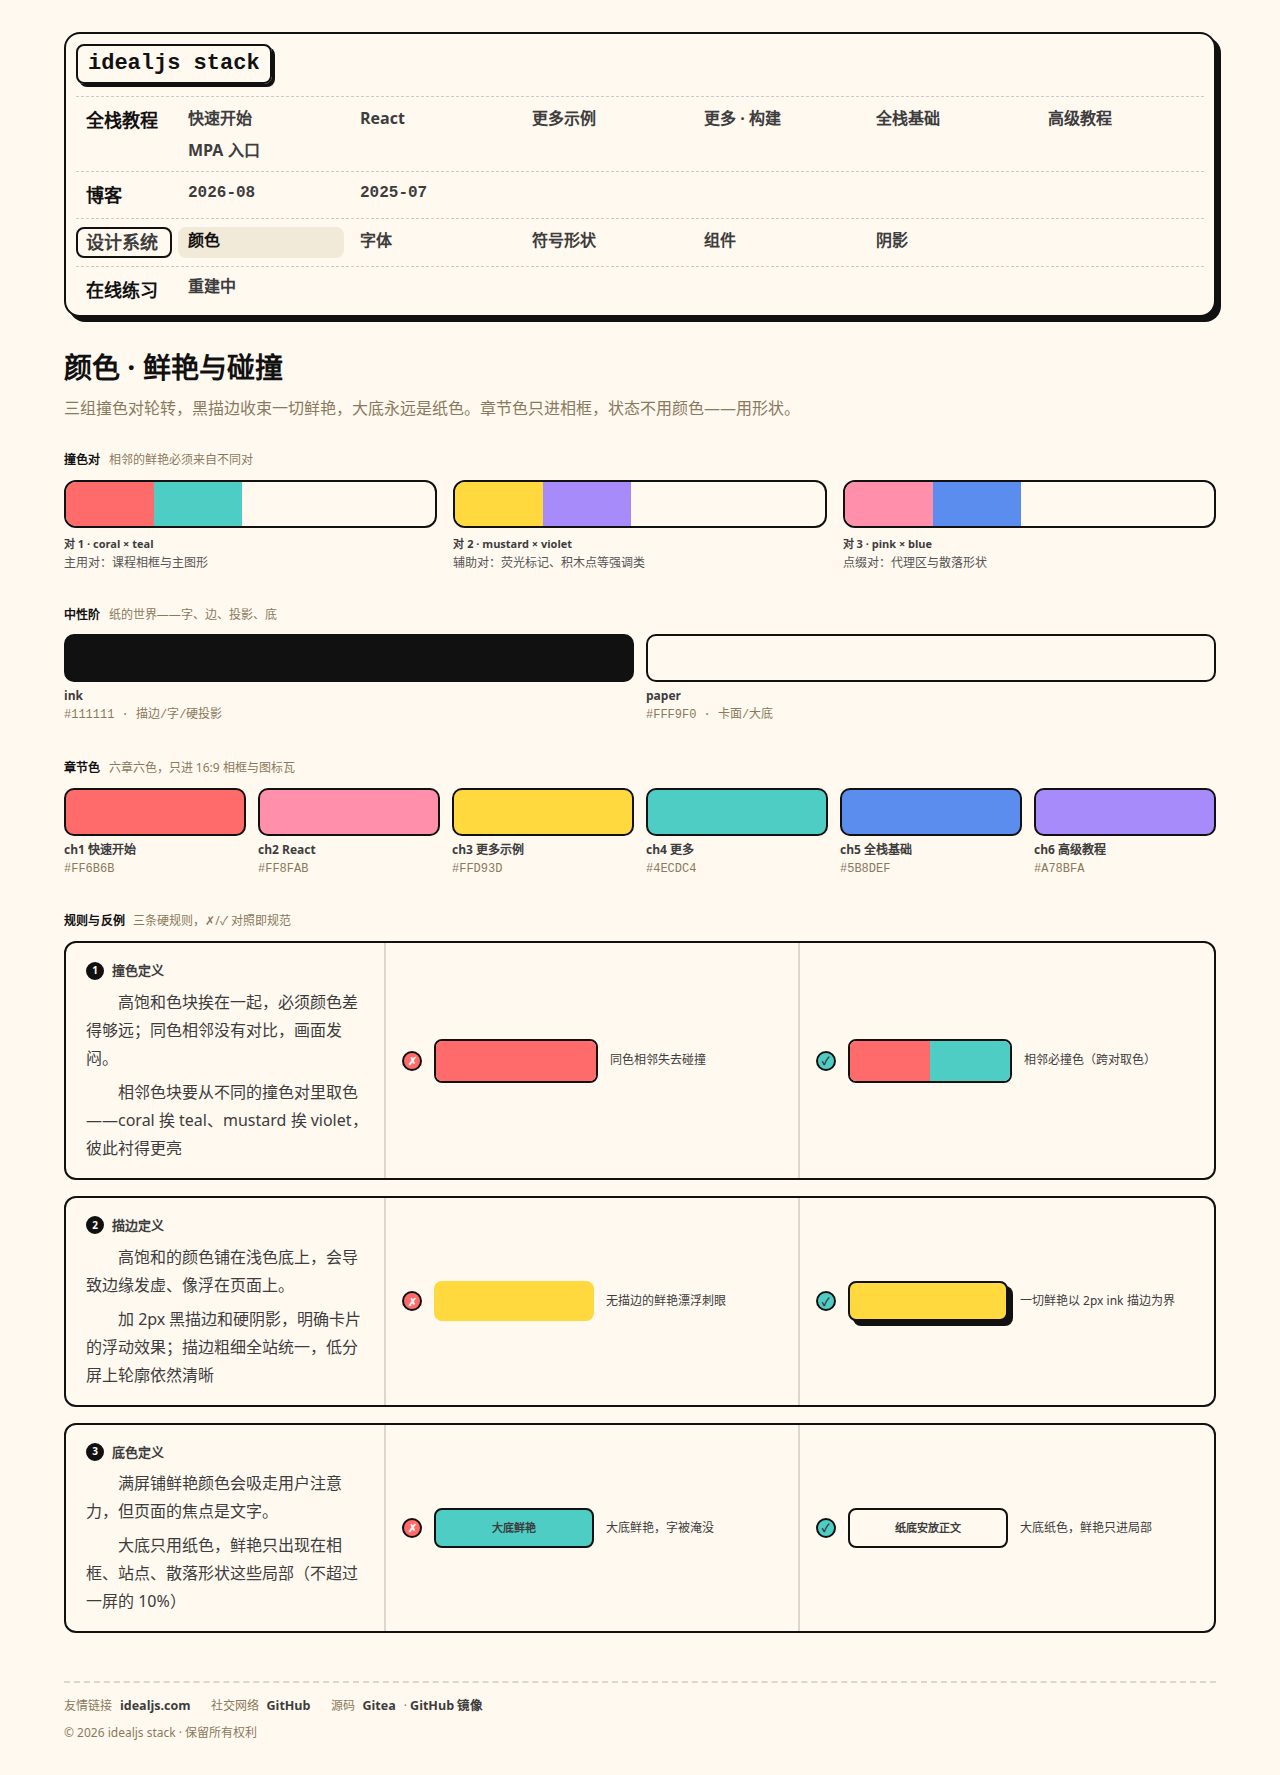 idealjs stack
全栈教程 快速开始 React 更多示例 更多 · 构建 全栈基础 高级教程
MPA 入口
博客 2026-08 2025-07
设计系统 颜色 字体 符号形状 组件 阴影
在线练习 重建中
颜色 · 鲜艳与碰撞
三组撞色对轮转，黑描边收束一切鲜艳，大底永远是纸色。章节色只进相框，状态不用颜色——用形状。
撞色对 相邻的鲜艳必须来自不同对
对 1 · coral × teal
主用对：课程相框与主图形
对 2 · mustard × violet
辅助对：荧光标记、积木点等强调类
对 3 · pink × blue
点缀对：代理区与散落形状
中性阶 纸的世界——字、边、投影、底
ink
#111111 · 描边/字/硬投影
paper
#FFF9F0 · 卡面/大底
章节色 六章六色，只进 16:9 相框与图标瓦
ch1 快速开始
#FF6B6B
ch2 React
#FF8FAB
ch3 更多示例
#FFD93D
ch4 更多
#4ECDC4
ch5 全栈基础
#5B8DEF
ch6 高级教程
#A78BFA
规则与反例 三条硬规则，✗/✓ 对照即规范
1 撞色定义
高饱和色块挨在一起，必须颜色差
得够远；同色相邻没有对比，画面发
闷。
相邻色块要从不同的撞色对里取色
——coral 挨 teal、mustard 挨 violet，
彼此衬得更亮
✗ 同色相邻失去碰撞
✓ 相邻必撞色（跨对取色）
2 描边定义
高饱和的颜色铺在浅色底上，会导
致边缘发虚、像浮在页面上。
加 2px 黑描边和硬阴影，明确卡片
的浮动效果；描边粗细全站统一，低分
屏上轮廓依然清晰
✗ 无描边的鲜艳漂浮刺眼
✓ 一切鲜艳以 2px ink 描边为界
3 底色定义
满屏铺鲜艳颜色会吸走用户注意
力，但页面的焦点是文字。
大底只用纸色，鲜艳只出现在相
框、站点、散落形状这些局部（不超过
一屏的 10%）
✗ 大底鲜艳 大底鲜艳，字被淹没
✓ 纸底安放正文 大底纸色，鲜艳只进局部
友情链接 idealjs.com 社交网络 GitHub 源码 Gitea · GitHub 镜像
© 2026 idealjs stack · 保留所有权利